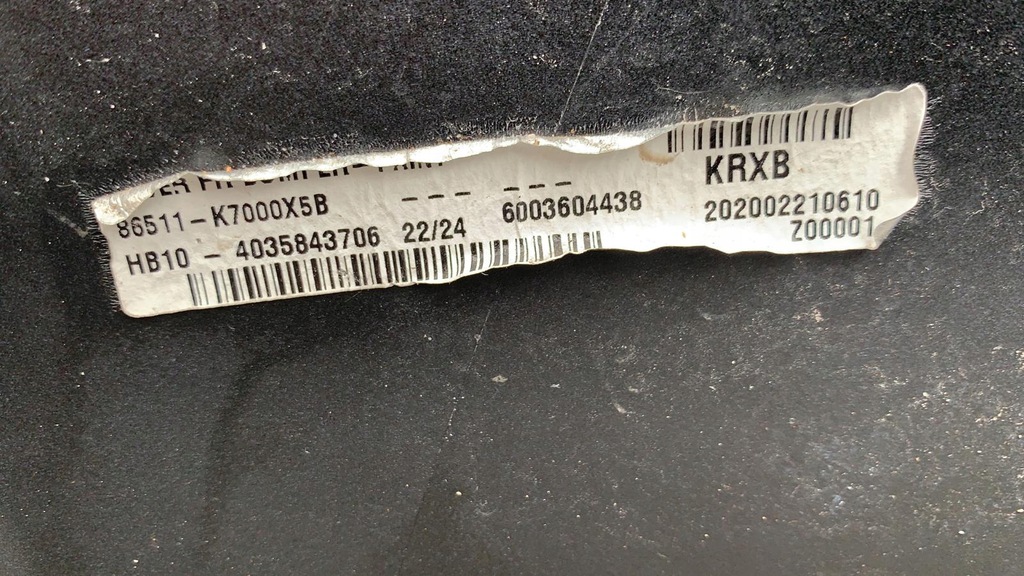 KRXB
86511-K7000X5B --- ---
HB10 - 4035843706 22/24 6003604438
202002210610
Z00001